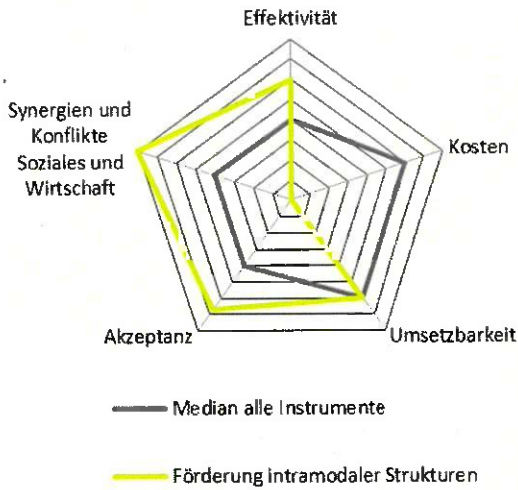 Effektivität
Synergien und
Konflikte
Soziales und
Wirtschaft
Kosten
Akzeptanz
Umsetzbarkeit
Median alle Instrumente
Förderung intramodaler Strukturen